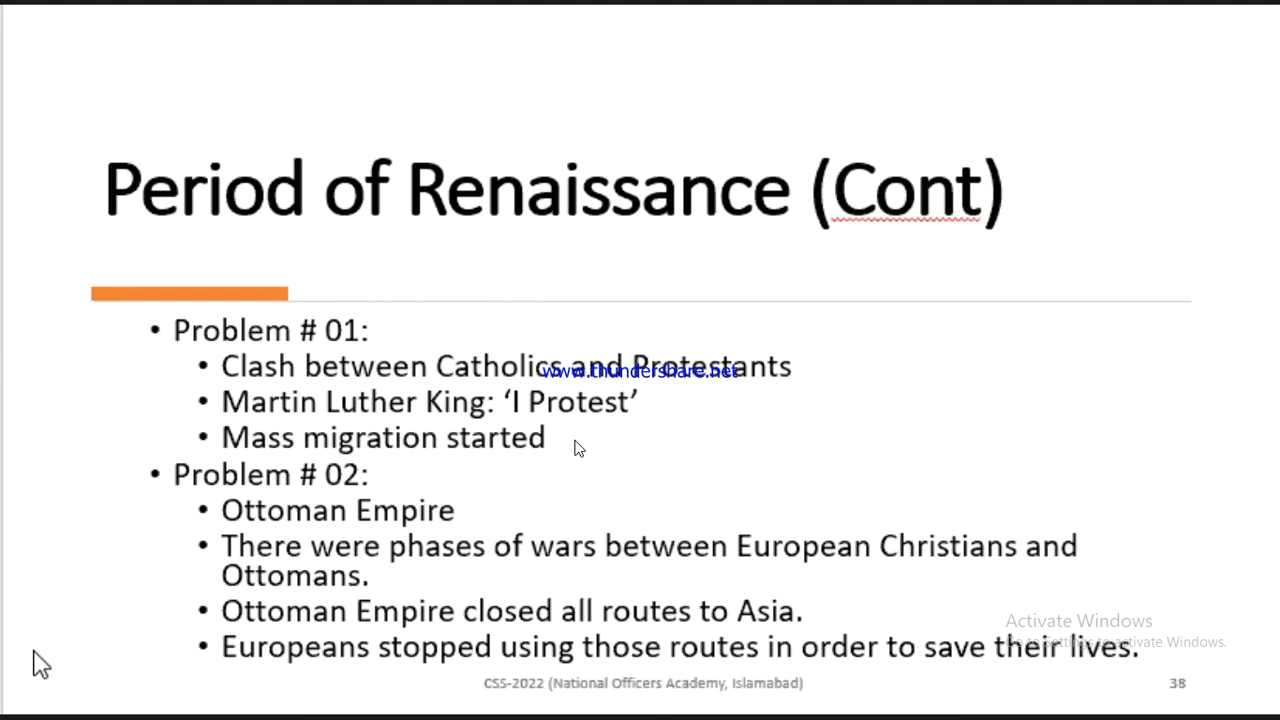 Period of Renaissance (Cont)
• Problem # 01:
• Clash between Catholics and Protestants
www.thundershare.net
• Martin Luther King: ‘I Protest’
• Mass migration started
• Problem # 02:
• Ottoman Empire
• There were phases of wars between European Christians and
Ottomans.
• Ottoman Empire closed all routes to Asia.
Activate Windows
• Europeans stopped using those routes in order to save their lives.
Go to Settings to activate Windows.
CSS-2022 (National Officers Academy, Islamabad)
38